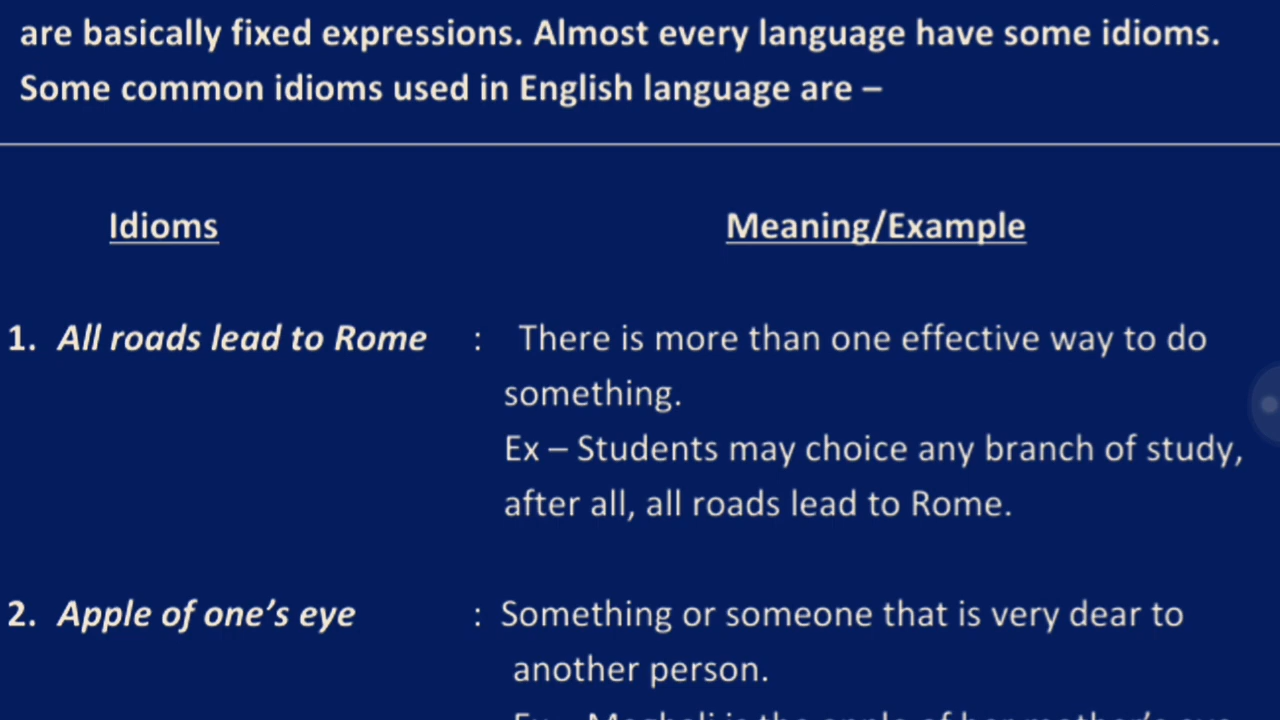 are basically fixed expressions. Almost every language have some idioms.
Some common idioms used in English language are –
Idioms Meaning/Example
1. All roads lead to Rome : There is more than one effective way to do
something.
Ex – Students may choice any branch of study,
after all, all roads lead to Rome.
2. Apple of one’s eye : Something or someone that is very dear to
another person.